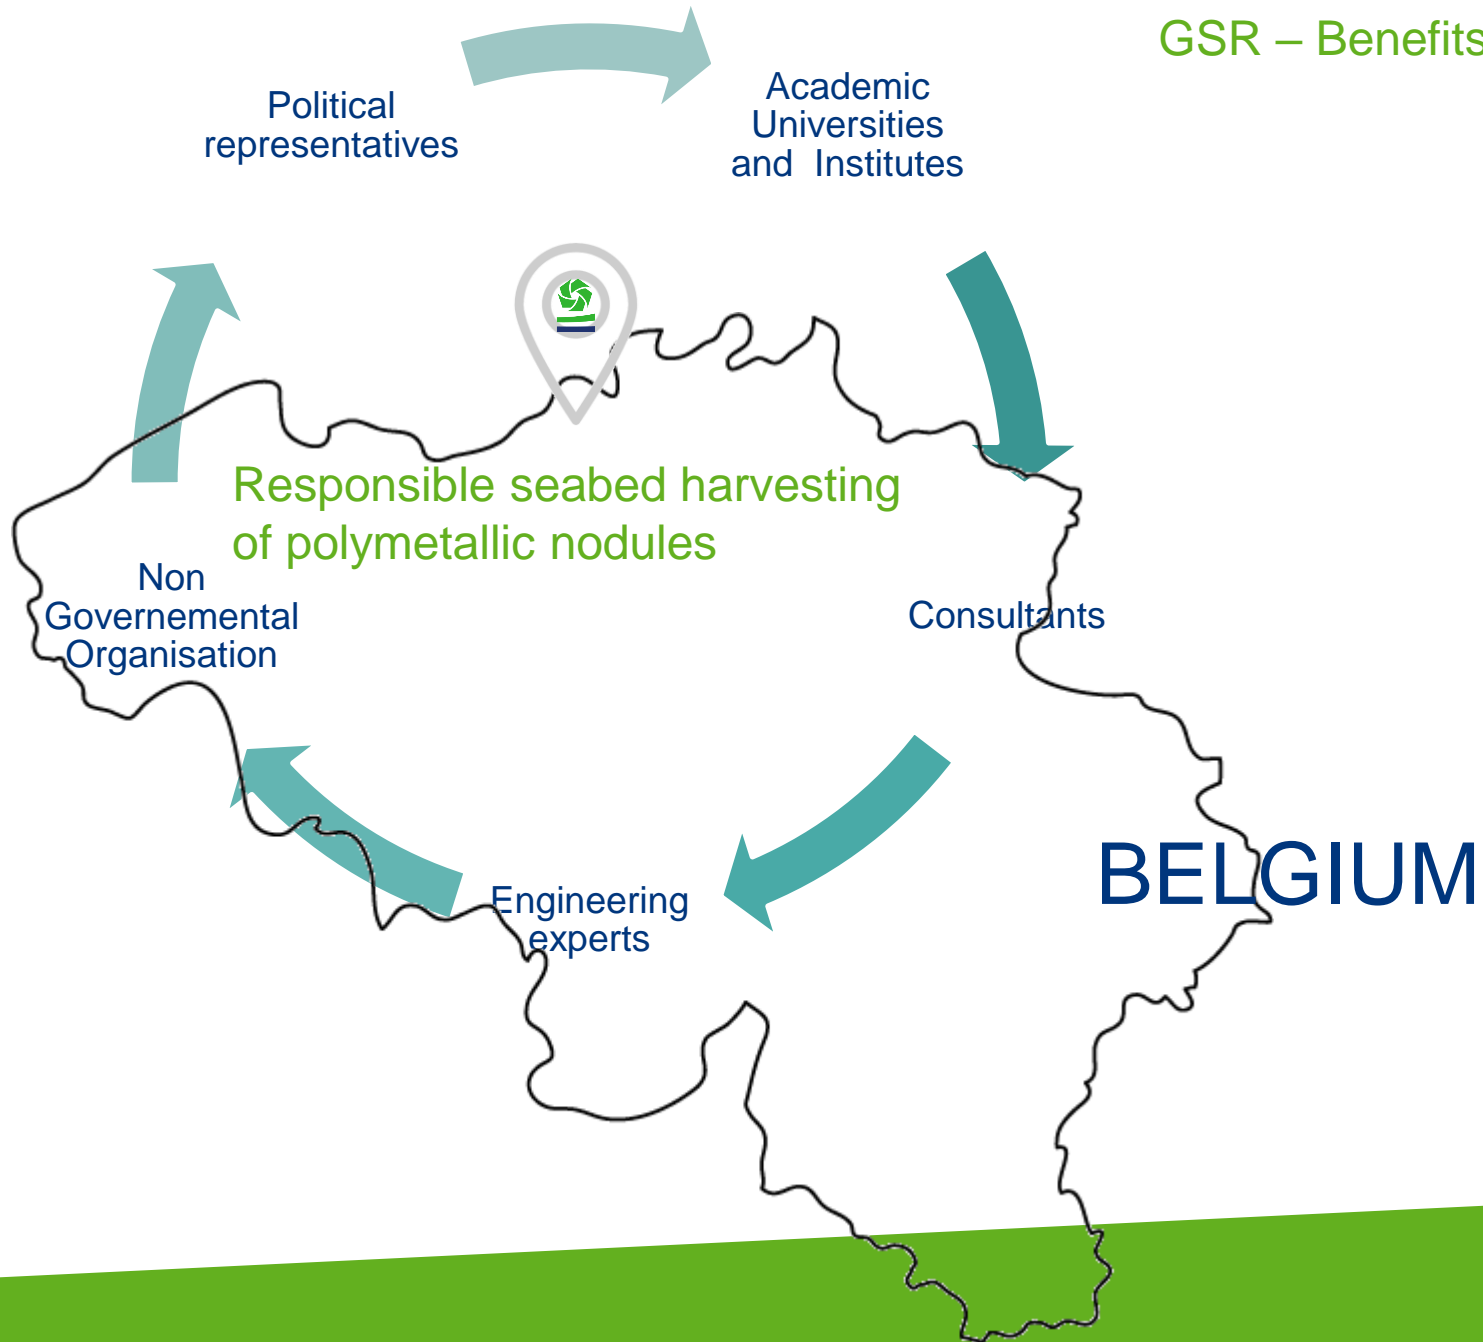 GSR – Benefits
Political
representatives
Academic
Universities
and Institutes
Responsible seabed harvesting
of polymetallic nodules
Non
Governemental
Organisation
Consultants
BELGIUM
Engineering
experts